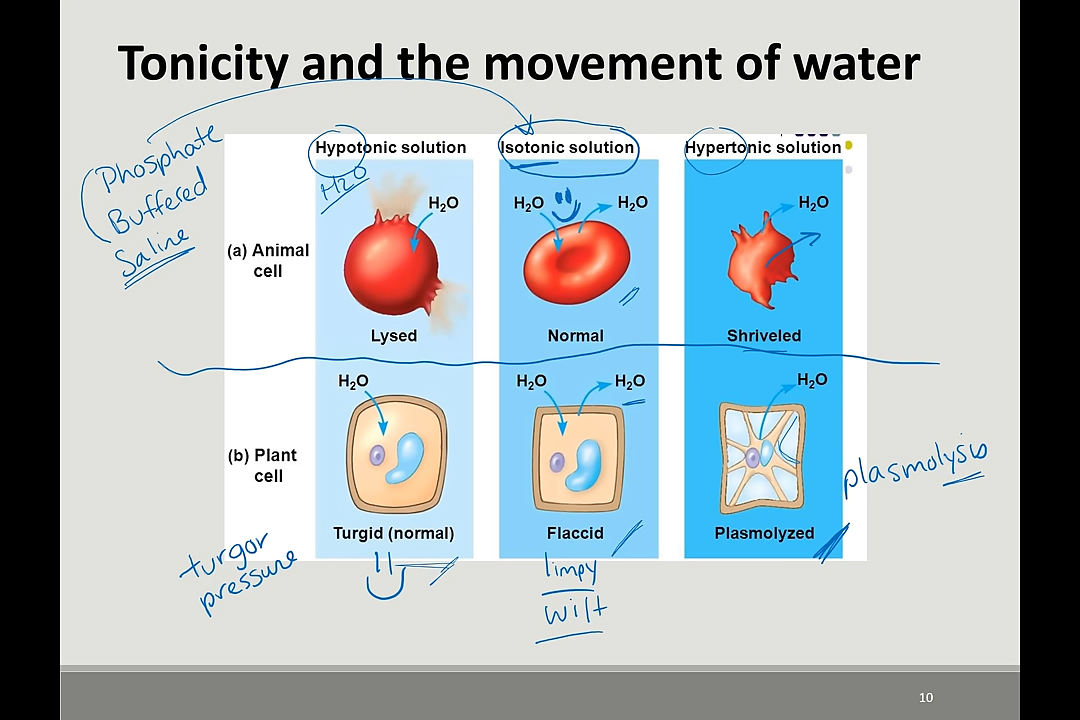 Tonicity and the movement of water
Phosphate
Buffered
Saline
Hypotonic solution
Isotonic solution
Hypertonic solution
H2O
H₂O
H₂O
H₂O
H₂O
(a) Animal
cell
Lysed
Normal
Shriveled
H₂O
H₂O
H₂O
H₂O
(b) Plant
cell
plasmolysis
Turgid (normal)
Flaccid
Plasmolyzed
turgor
pressure
limpy
wilt
10